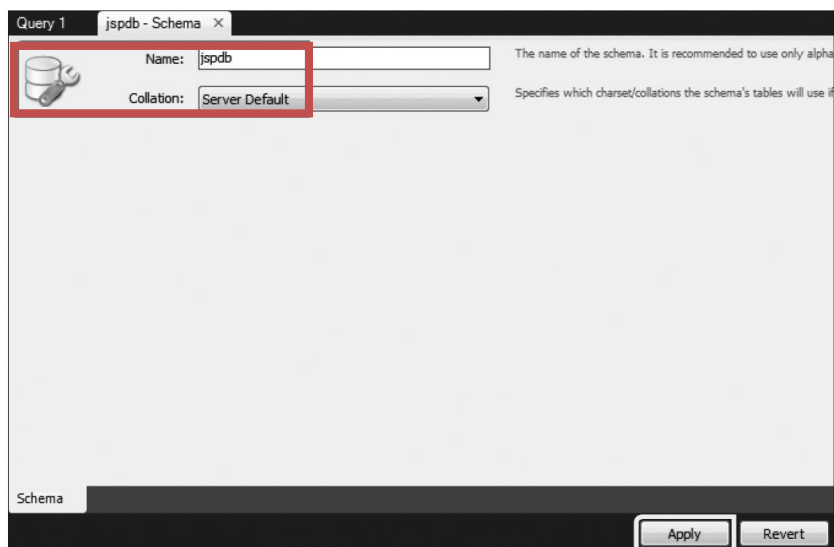 Query 1    jspdb - Schema ×
Name: jspdb    The name of the schema. It is recommended to use only alpha
Collation: Server Default    Specifies which charset/collations the schema's tables will use if
Schema
Apply    Revert